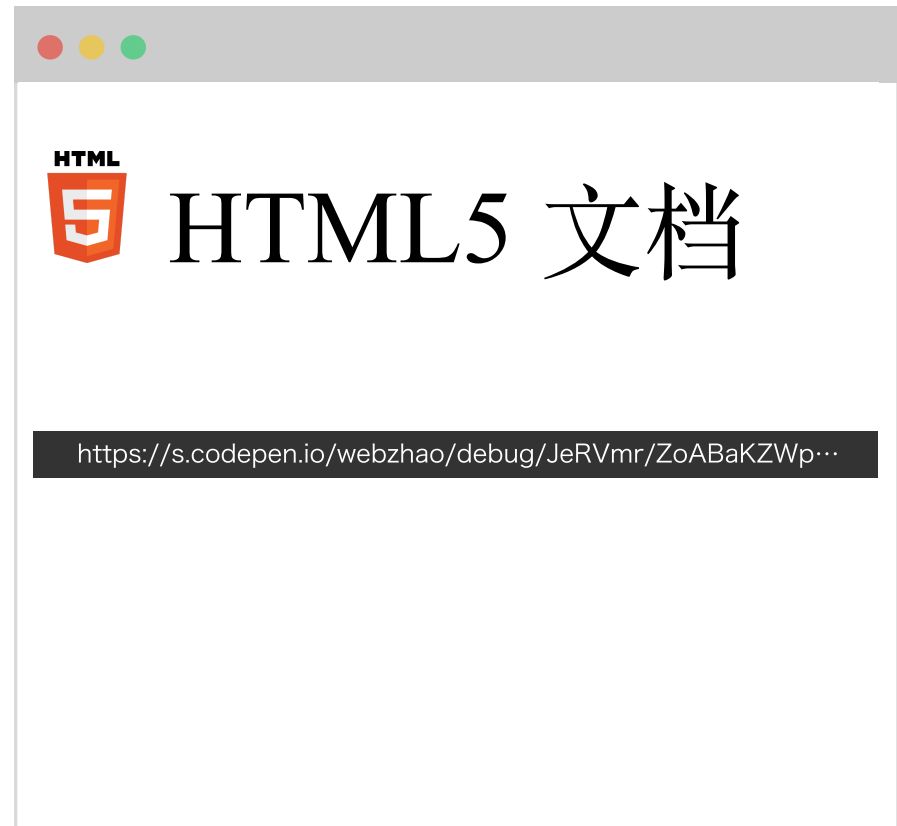 HTML
5
HTML5 文档
https://s.codepen.io/webzhao/debug/JeRVmr/ZoABaKZWp…